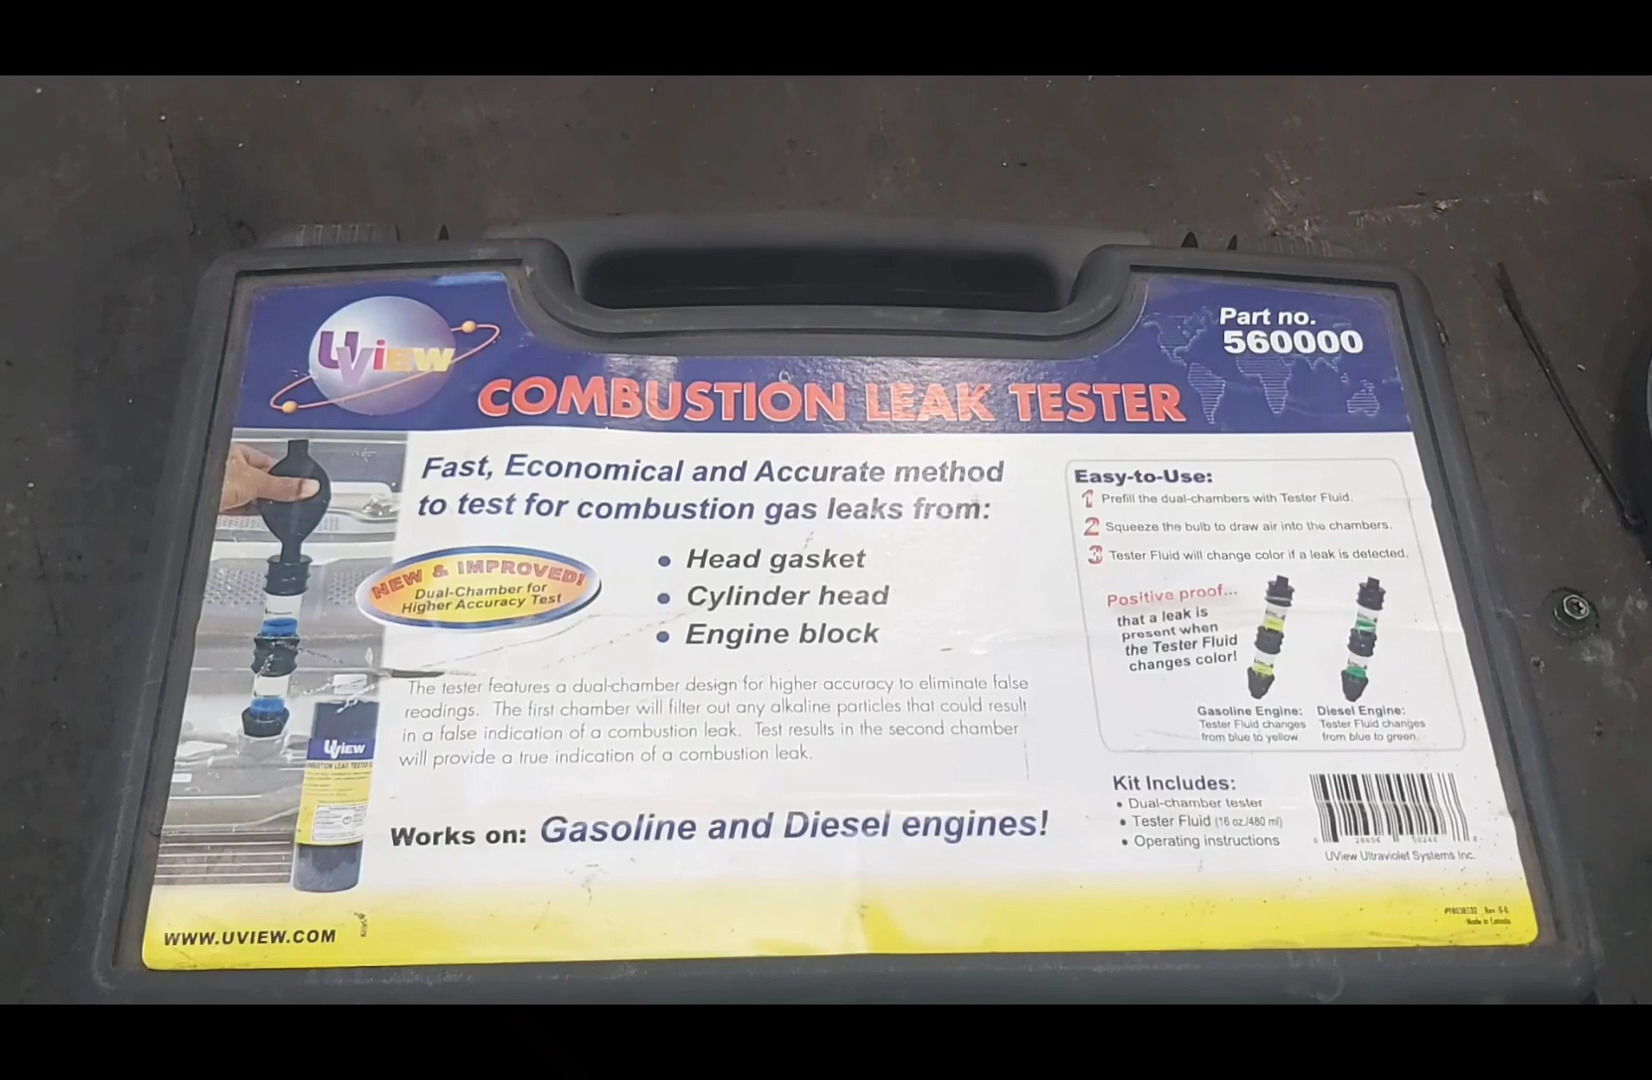 UView
Part no.
560000
COMBUSTION LEAK TESTER
Fast, Economical and Accurate method
to test for combustion gas leaks from:
NEW & IMPROVED!
Dual-Chamber for
Higher Accuracy Test
• Head gasket
• Cylinder head
• Engine block
The tester features a dual-chamber design for higher accuracy to eliminate false
readings. The first chamber will filter out any alkaline particles that could result
in a false indication of a combustion leak. Test results in the second chamber
will provide a true indication of a combustion leak.
UView
Works on: Gasoline and Diesel engines!
WWW.UVIEW.COM
Easy-to-Use:
1 Prefill the dual-chambers with Tester Fluid.
2 Squeeze the bulb to draw air into the chambers.
3 Tester Fluid will change color if a leak is detected.
Positive proof...
that a leak is
present when
the Tester Fluid
changes color!
Gasoline Engine:
Tester Fluid changes
from blue to yellow.
Diesel Engine:
Tester Fluid changes
from blue to green.
Kit Includes:
• Dual-chamber tester
• Tester Fluid (16 oz./480 ml)
• Operating instructions
UView Ultraviolet Systems Inc.
Made in Canada